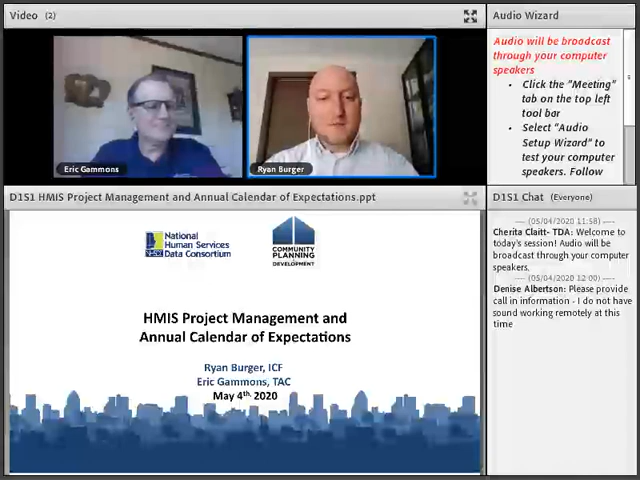 Video (2)
Eric Gammons
Ryan Burger
Audio Wizard
Audio will be broadcast
through your computer
speakers
• Click the "Meeting"
tab on the top left
tool bar
• Select "Audio
Setup Wizard" to
test your computer
speakers. Follow
D1S1 HMIS Project Management and Annual Calendar of Expectations.ppt
NHSDC
National
Human Services
Data Consortium
COMMUNITY
PLANNING
DEVELOPMENT
HMIS Project Management and
Annual Calendar of Expectations
Ryan Burger, ICF
Eric Gammons, TAC
May 4th, 2020
D1S1 Chat (Everyone)
---- (05/04/2020 11:58) ----
Cherita Claitt- TDA: Welcome to
today's session! Audio will be
broadcast through your computer
speakers.
---- (05/04/2020 12:00) ----
Denise Albertson: Please provide
call in information - I do not have
sound working remotely at this
time